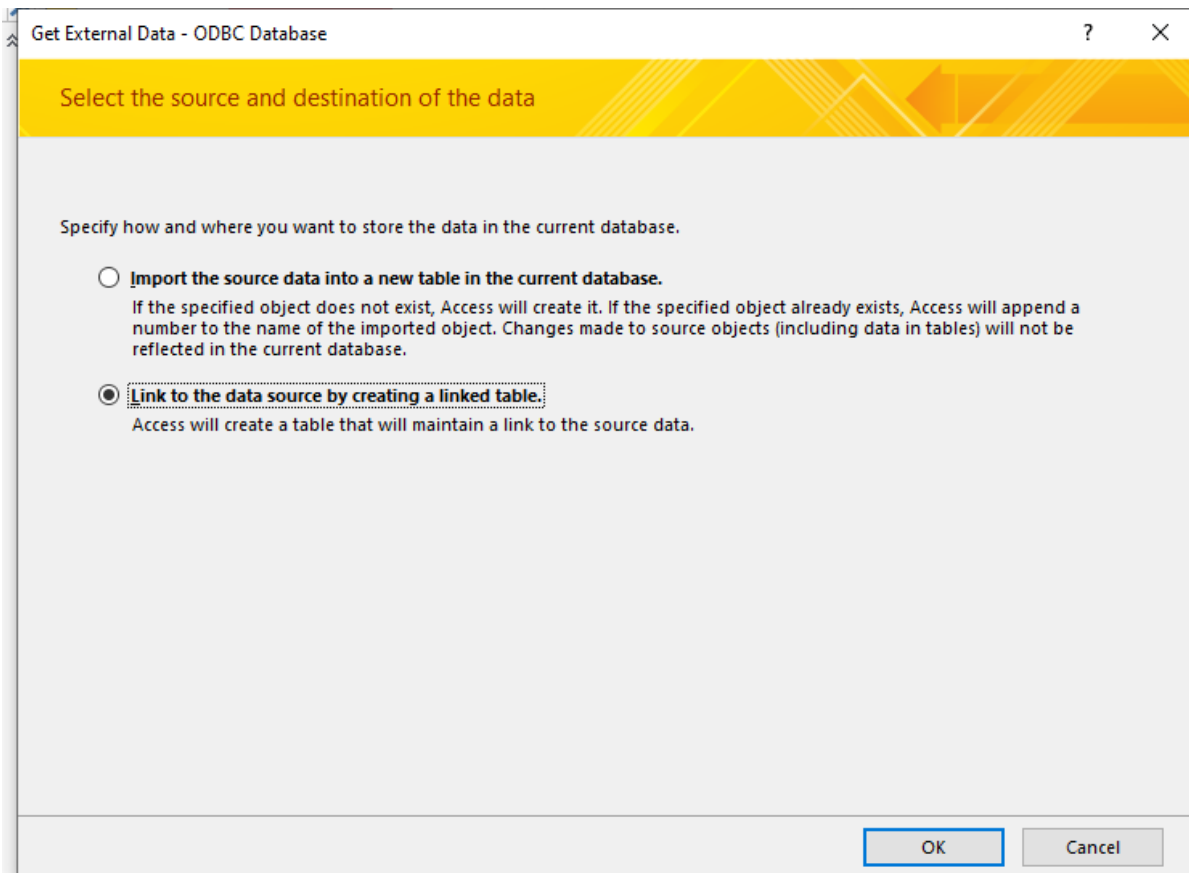 Get External Data - ODBC Database
?
Select the source and destination of the data
Specify how and where you want to store the data in the current database.
Import the source data into a new table in the current database.
If the specified object does not exist, Access will create it. If the specified object already exists, Access will append a
number to the name of the imported object. Changes made to source objects (including data in tables) will not be
reflected in the current database.
Link to the data source by creating a linked table.
Access will create a table that will maintain a link to the source data.
OK
Cancel